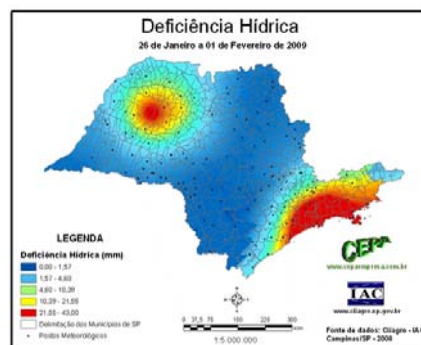 Deficiência Hídrica
26 de Janeiro a 01 de Fevereiro de 2009
LEGENDA
Deficiência Hídrica (mm)
0,00 - 1,57
1,57 - 4,60
4,60 - 10,39
10,39 - 21,55
21,55 - 43,00
Delimitação dos Municípios de SP
Postos Meteorológicos
CEPA
www.cepaempresa.com.br
IAC
www.ciiagro.sp.gov.br
Fonte de dados: Ciiagro - IAC
Campinas/SP - 2008
1:5.000.000